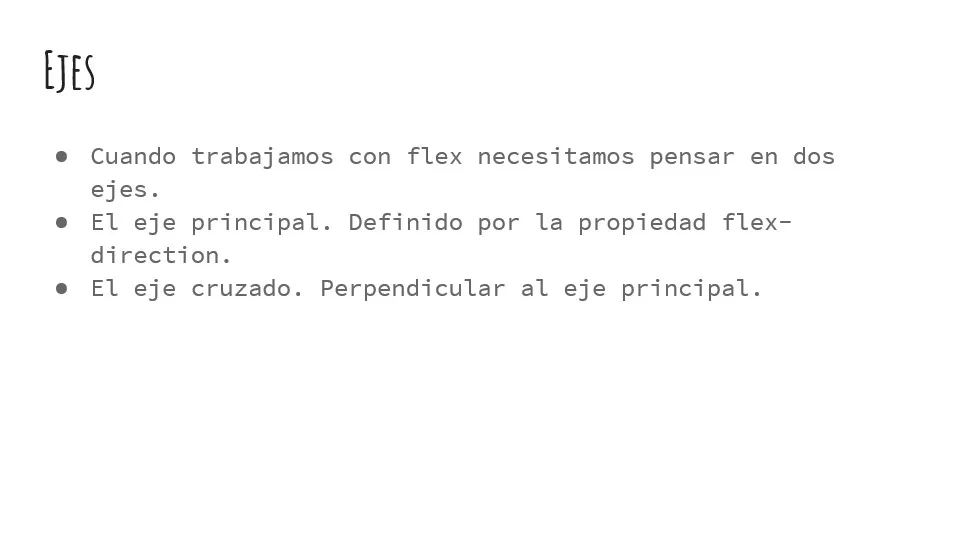 Ejes
● Cuando trabajamos con flex necesitamos pensar en dos
ejes.
● El eje principal. Definido por la propiedad flex-
direction.
● El eje cruzado. Perpendicular al eje principal.